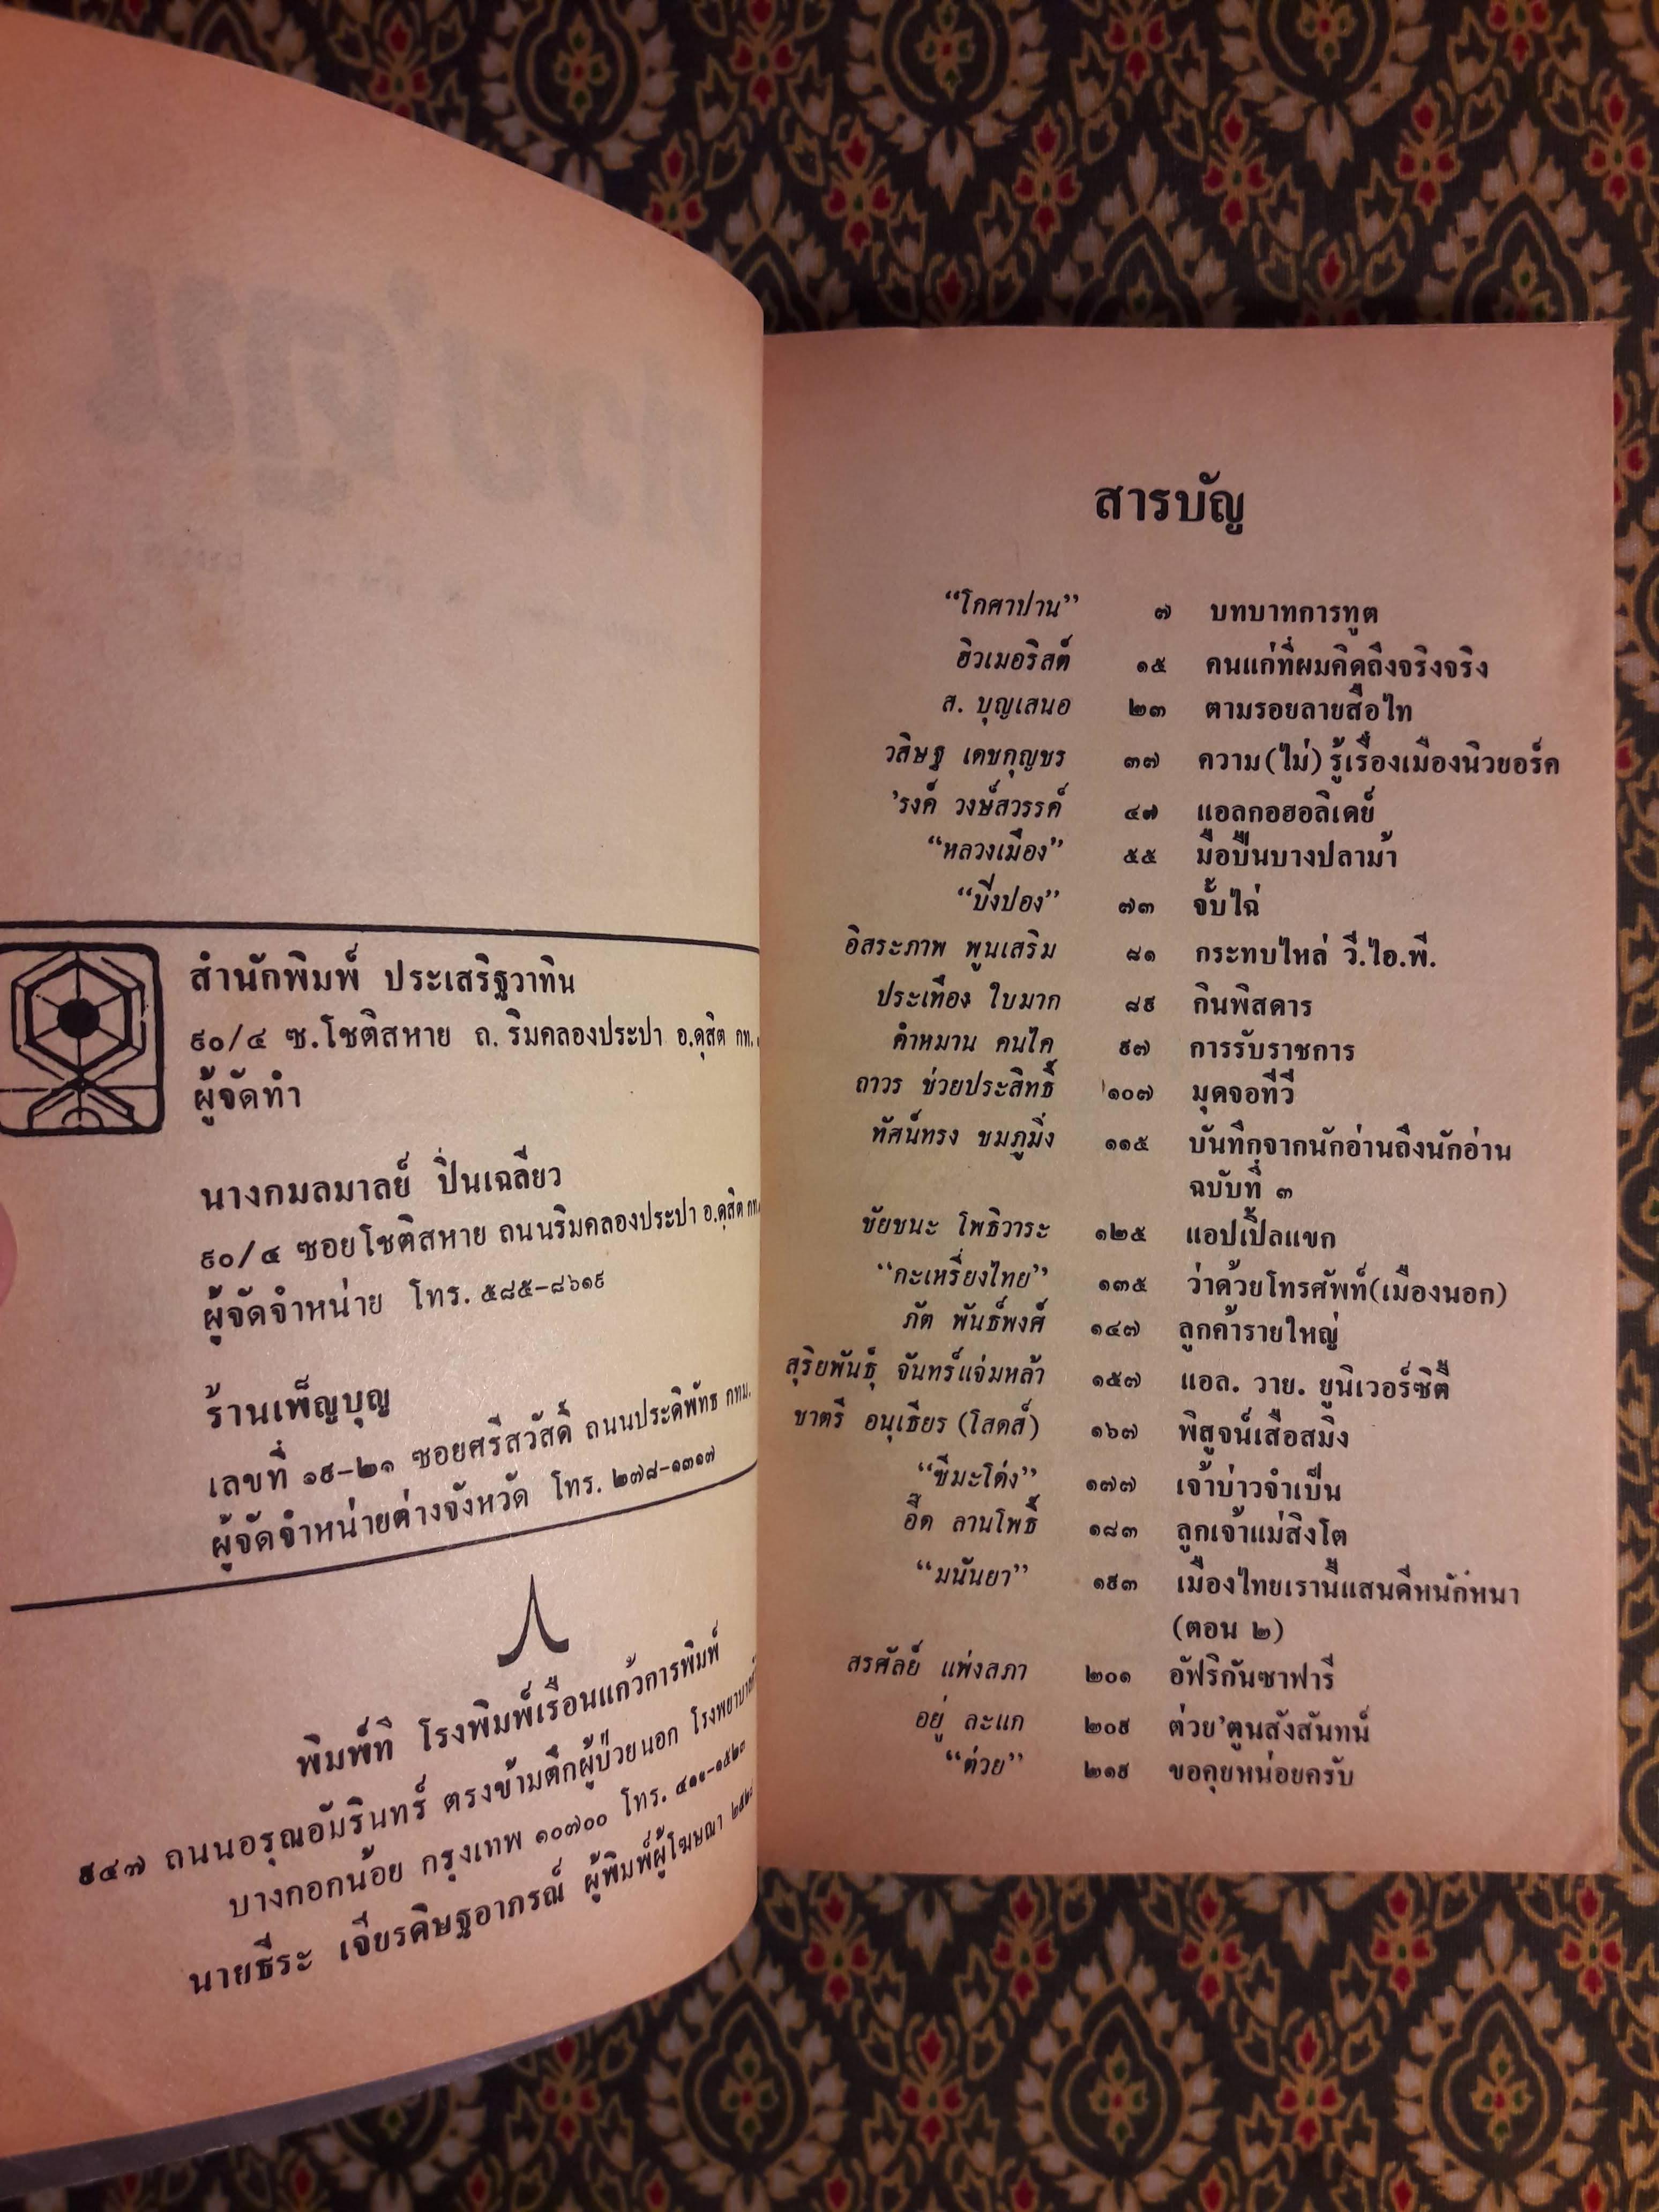 สำนักพิมพ์ ประเสริฐวาทิน
๙๐/๔ ซ.โชติสหาย ถ. ริมคลองประปา อ.ดุสิต กท.
ผู้จัดทำ
นางกมลมาลย์ ปิ่นเฉลียว
๙๐/๔ ซอยโชติสหาย ถนนริมคลองประปา อ.ดุสิต กท.
ผู้จัดจำหน่าย โทร. ๕๘๕-๘๖๑๙
ร้านเพ็ญบุญ
เลขที่ ๑๙-๒๑ ซอยศรีสวัสดิ์ ถนนประดิพัทธ กทม.
ผู้จัดจำหน่ายต่างจังหวัด โทร. ๒๗๘-๑๓๑๗
พิมพ์ที่ โรงพิมพ์เรือนแก้วการพิมพ์
๙๔๗ ถนนอรุณอัมรินทร์ ตรงข้ามตึกผู้ป่วยนอก
บางกอกน้อย กรุงเทพ ๑๐๗๐๐ โทร. ๔๑๑-๑๕๒๓
นายธีระ เจียรดิษฐอาภรณ์ ผู้พิมพ์ผู้โฆษณา
สารบัญ
“โกศาปาน” ๗ บทบาทการทูต
ฮิวเมอริสต์ ๑๕ คนแก่ที่ผมคิดถึงจริงจริง
ส. บุญเสนอ ๒๓ ตามรอยลายสือไท
วสิษฐ เดชกุญชร ๓๗ ความ(ไม่) รู้เรื่องเมืองนิวยอร์ค
’รงค์ วงษ์สวรรค์ ๔๗ แอลกอฮอลิเดย์
“หลวงเมือง” ๕๕ มือปืนบางปลาม้า
“บีงปอง” ๗๓ จั้บไฉ่
อิสระภาพ พูนเสริม ๘๑ กระทบไหล่ วี.ไอ.พี.
ประเทือง ใบมาก ๘๙ กินพิสดาร
คำหมาน คนไค ๙๗ การรับราชการ
ถาวร ช่วยประสิทธิ์ ๑๐๗ มุดจอทีวี
ทัศน์ทรง ชมภูมิ่ง ๑๑๕ บันทึกจากนักอ่านถึงนักอ่าน
ฉบับที่ ๓
ชัยชนะ โพธิวาระ ๑๒๕ แอปเปิ้ลแขก
“กะเหรี่ยงไทย” ๑๓๕ ว่าด้วยโทรศัพท์(เมืองนอก)
ภัต พันธ์พงศ์ ๑๔๗ ลูกค้ารายใหญ่
สุริยพันธุ์ จันทร์แจ่มหล้า ๑๕๗ แอล. วาย. ยูนิเวอร์ซิตี้
ชาตรี อนุเธียร (โสดส์) ๑๖๗ พิสูจน์เสือสมิง
“ซีมะโด่ง” ๑๗๗ เจ้าบ่าวจำเป็น
อื๊ด ลานโพธิ์ ๑๘๓ ลูกเจ้าแม่สิงโต
“มนันยา” ๑๙๓ เมืองไทยเรานี้แสนดีหนักหนา
(ตอน ๒)
สรศัลย์ แพ่งสภา ๒๐๑ อัฟริกันซาฟารี
อยู่ ละแก ๒๐๙ ต่วย’ตูนสังสันทน์
“ต่วย” ๒๑๙ ขอคุยหน่อยครับ